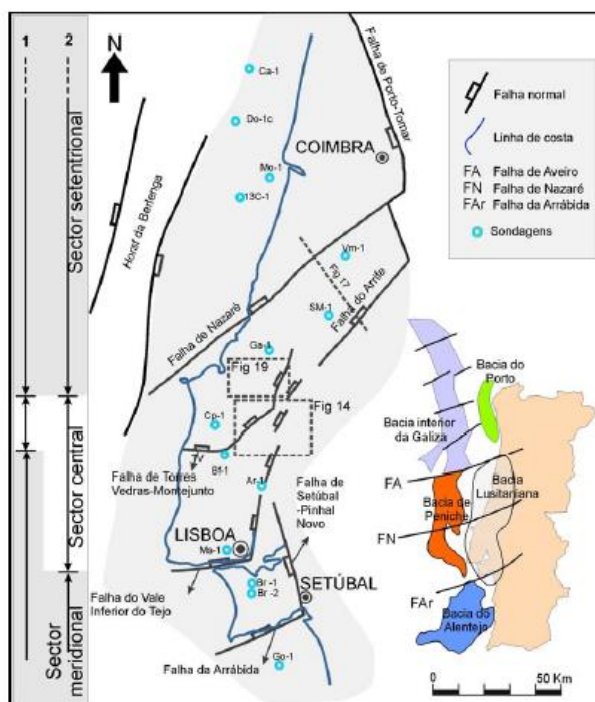 1
2
N
Sector setentrional
Sector central
Sector
meridional
Horst da Berlenga
Ca-1
Do-1c
Mo-1
13C-1
COIMBRA
Falha de Porto-Tomar
Vm-1
Fig 17
SM-1
Falha do Arrife
Falha de Nazaré
Ga-1
Fig 19
Fig 14
Cp-1
TV
Bf-1
Falha de Torres
Vedras-Montejunto
Ar-1
Falha de
Setúbal
-Pinhal
Novo
LISBOA
Ma-1
Br-1
Br-2
SETÚBAL
Falha do Vale
Inferior do Tejo
Falha da Arrábida
Go-1
Falha normal
Linha de costa
FA Falha de Aveiro
FN Falha de Nazaré
FAr Falha da Arrábida
Sondagens
Bacia do
Porto
Bacia interior
da Galiza
FA
Bacia
Lusitaniana
Bacia de
Peniche
FN
FAr
Bacia do
Alentejo
0 50 Km